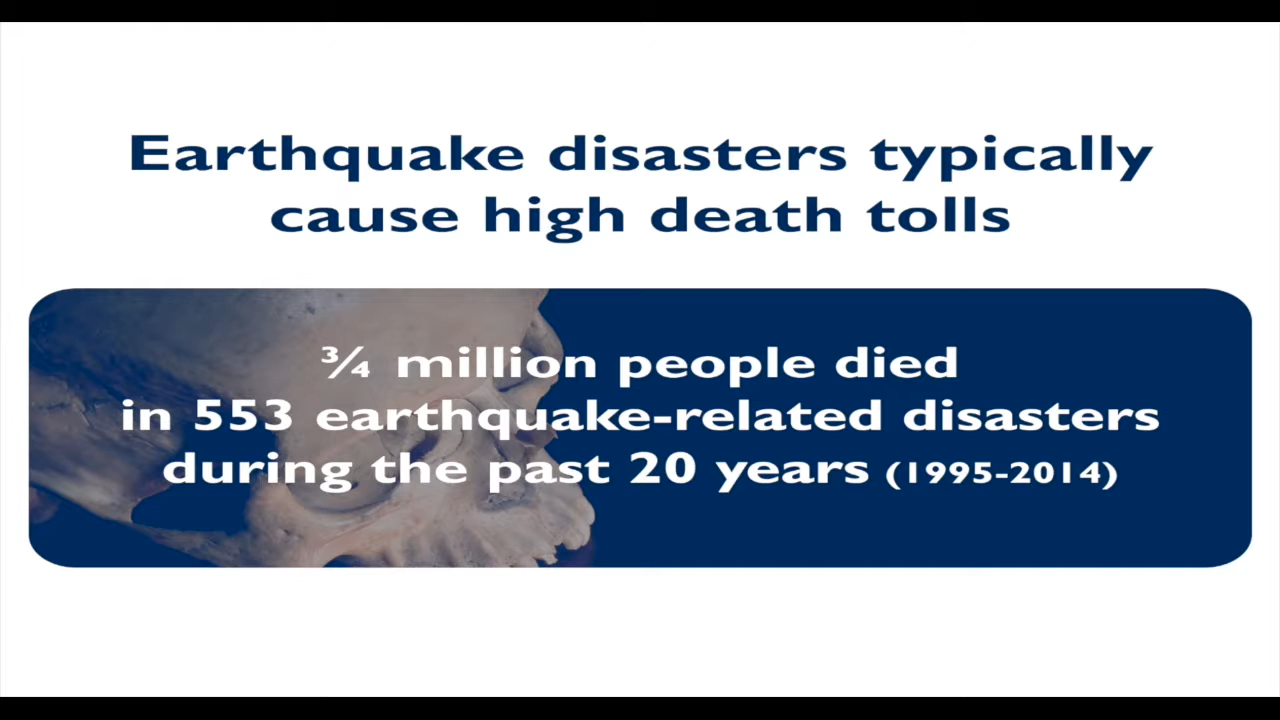 Earthquake disasters typically
cause high death tolls
¾ million people died
in 553 earthquake-related disasters
during the past 20 years (1995-2014)